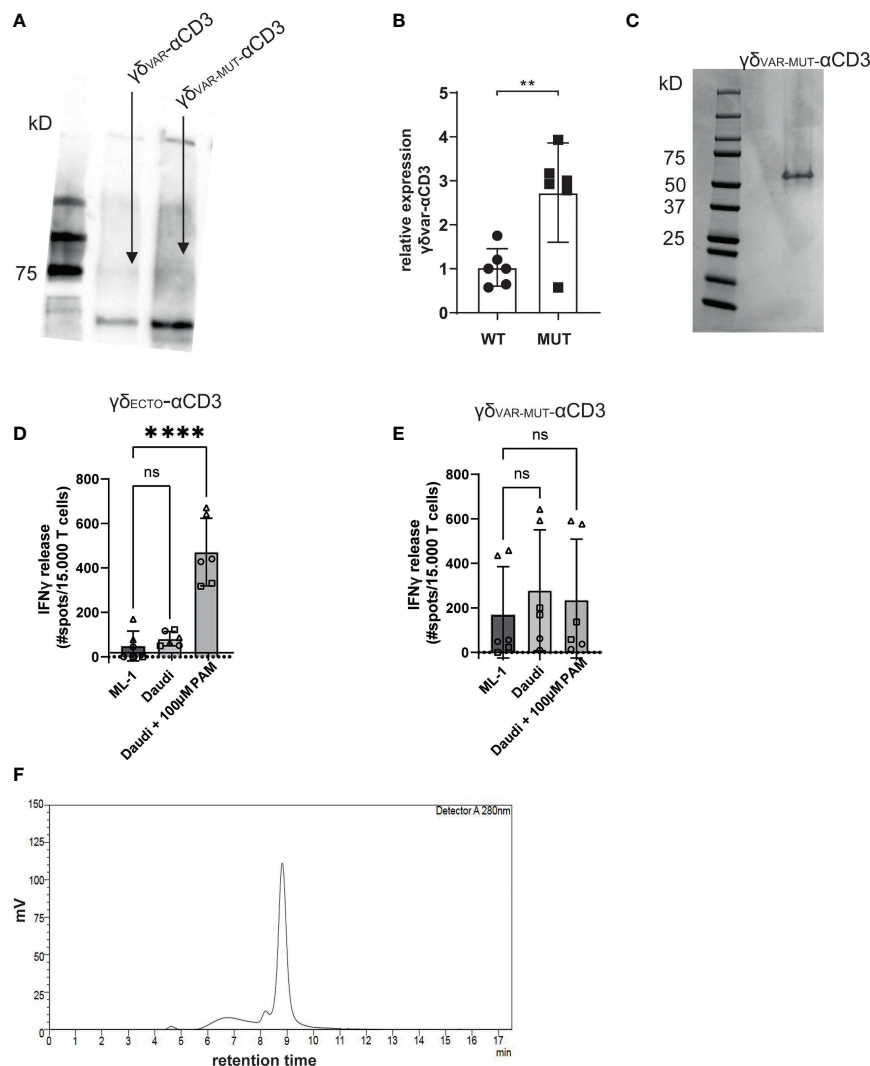 A
γδVAR-αCD3
γδVAR-MUT-αCD3
kD
75
B
**
relative expression
γδvar-αCD3
5
4
3
2
1
0
WT
MUT
C
γδVAR-MUT-αCD3
kD
75
50
37
25
D
γδECTO-αCD3
****
ns
IFNγ release
(#spots/15.000 T cells)
800
600
400
200
0
ML-1
Daudi
Daudi + 100µM PAM
E
γδVAR-MUT-αCD3
ns
ns
IFNγ release
(#spots/15.000 T cells)
800
600
400
200
0
ML-1
Daudi
Daudi + 100µM PAM
F
Detector A 280nm
mV
150
125
100
75
50
25
0
0 1 2 3 4 5 6 7 8 9 10 11 12 13 14 15 16 17
min
retention time